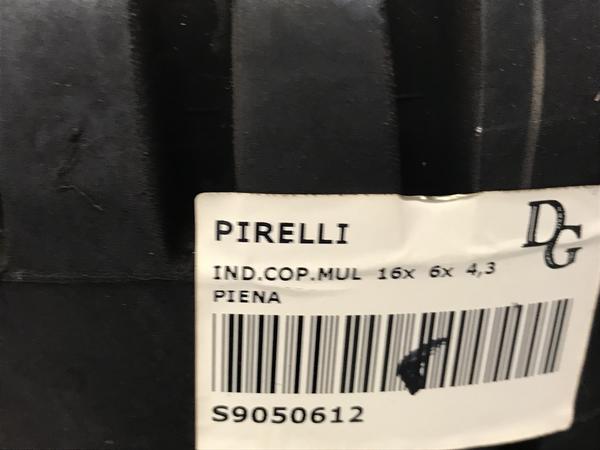 PIRELLI
DG
IND.COP.MUL 16x 6x 4,3
PIENA
S9050612